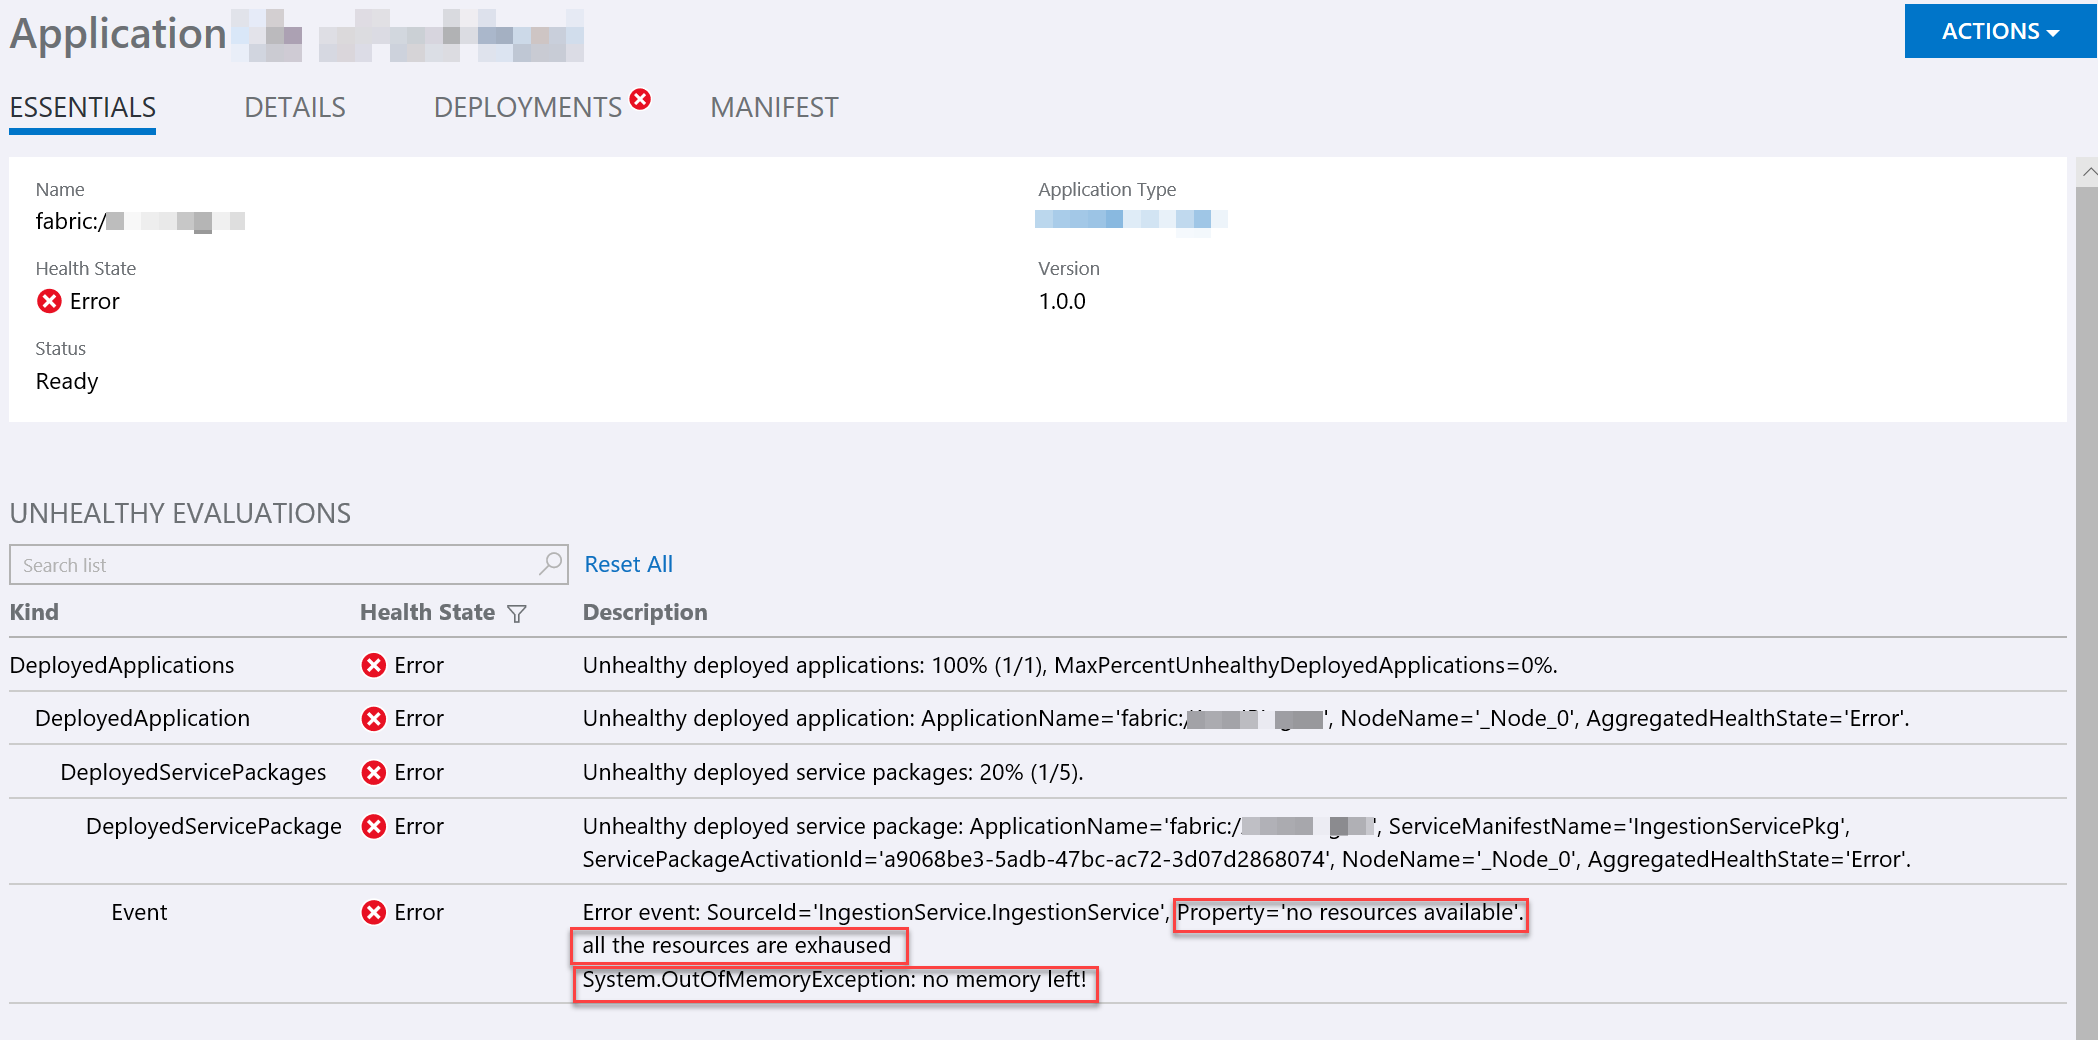 Application
ACTIONS
ESSENTIALS DETAILS DEPLOYMENTS MANIFEST
Name
fabric:/
Application Type
Health State
Error
Version
1.0.0
Status
Ready
UNHEALTHY EVALUATIONS
Search list Reset All
Kind Health State Description
DeployedApplications Error Unhealthy deployed applications: 100% (1/1), MaxPercentUnhealthyDeployedApplications=0%.
DeployedApplication Error Unhealthy deployed application: ApplicationName='fabric:/ ', NodeName='_Node_0', AggregatedHealthState='Error'.
DeployedServicePackages Error Unhealthy deployed service packages: 20% (1/5).
DeployedServicePackage Error Unhealthy deployed service package: ApplicationName='fabric:/ ', ServiceManifestName='IngestionServicePkg',
ServicePackageActivationId='a9068be3-5adb-47bc-ac72-3d07d2868074', NodeName='_Node_0', AggregatedHealthState='Error'.
Event Error Error event: SourceId='IngestionService.IngestionService', Property='no resources available'.
all the resources are exhaused
System.OutOfMemoryException: no memory left!